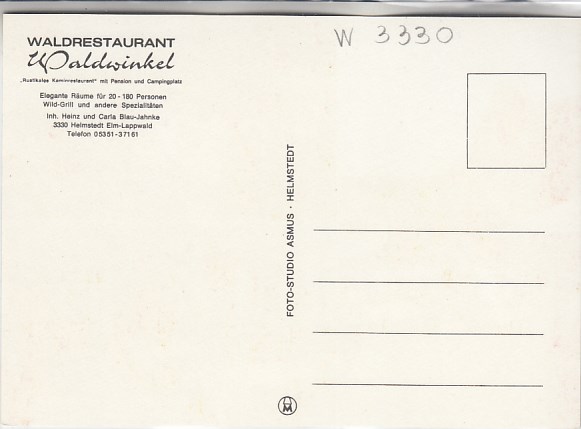 W 3330
WALDRESTAURANT
Waldwinkel
„Rustikales Kaminrestaurant" mit Pension und Campingplatz
Elegante Räume für 20 - 180 Personen
Wild-Grill und andere Spezialitäten
Inh. Heinz und Carla Blau-Jahnke
3330 Helmstedt Elm-Lappwald
Telefon 05351-37161
FOTO-STUDIO ASMUS · HELMSTEDT